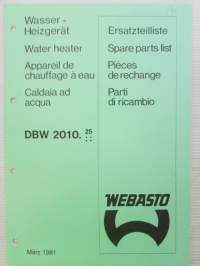 Wasser-
Heizgerät
Ersatzteilliste
Water heater
Spare parts list
Appareil de
chauffage à eau
Pièces
de rechange
Caldaia ad
acqua
Parti
di ricambio
DBW 2010.
25
WEBASTO
März 1981